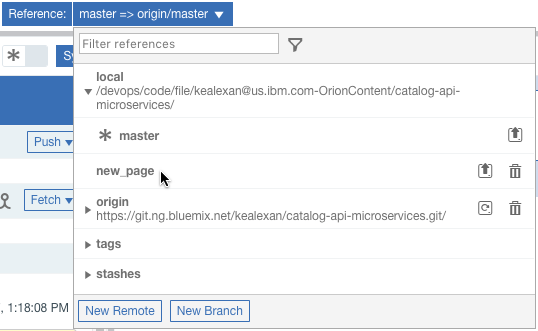 Reference: master => origin/master
Filter references
Sy
local
/devops/code/file/kealexan@us.ibm.com-OrionContent/catalog-api-
microservices/
Push
master
new_page
Fetch
origin
https://git.ng.bluemix.net/kealexan/catalog-api-microservices.git/
tags
stashes
, 1:18:08 PM
New Remote New Branch